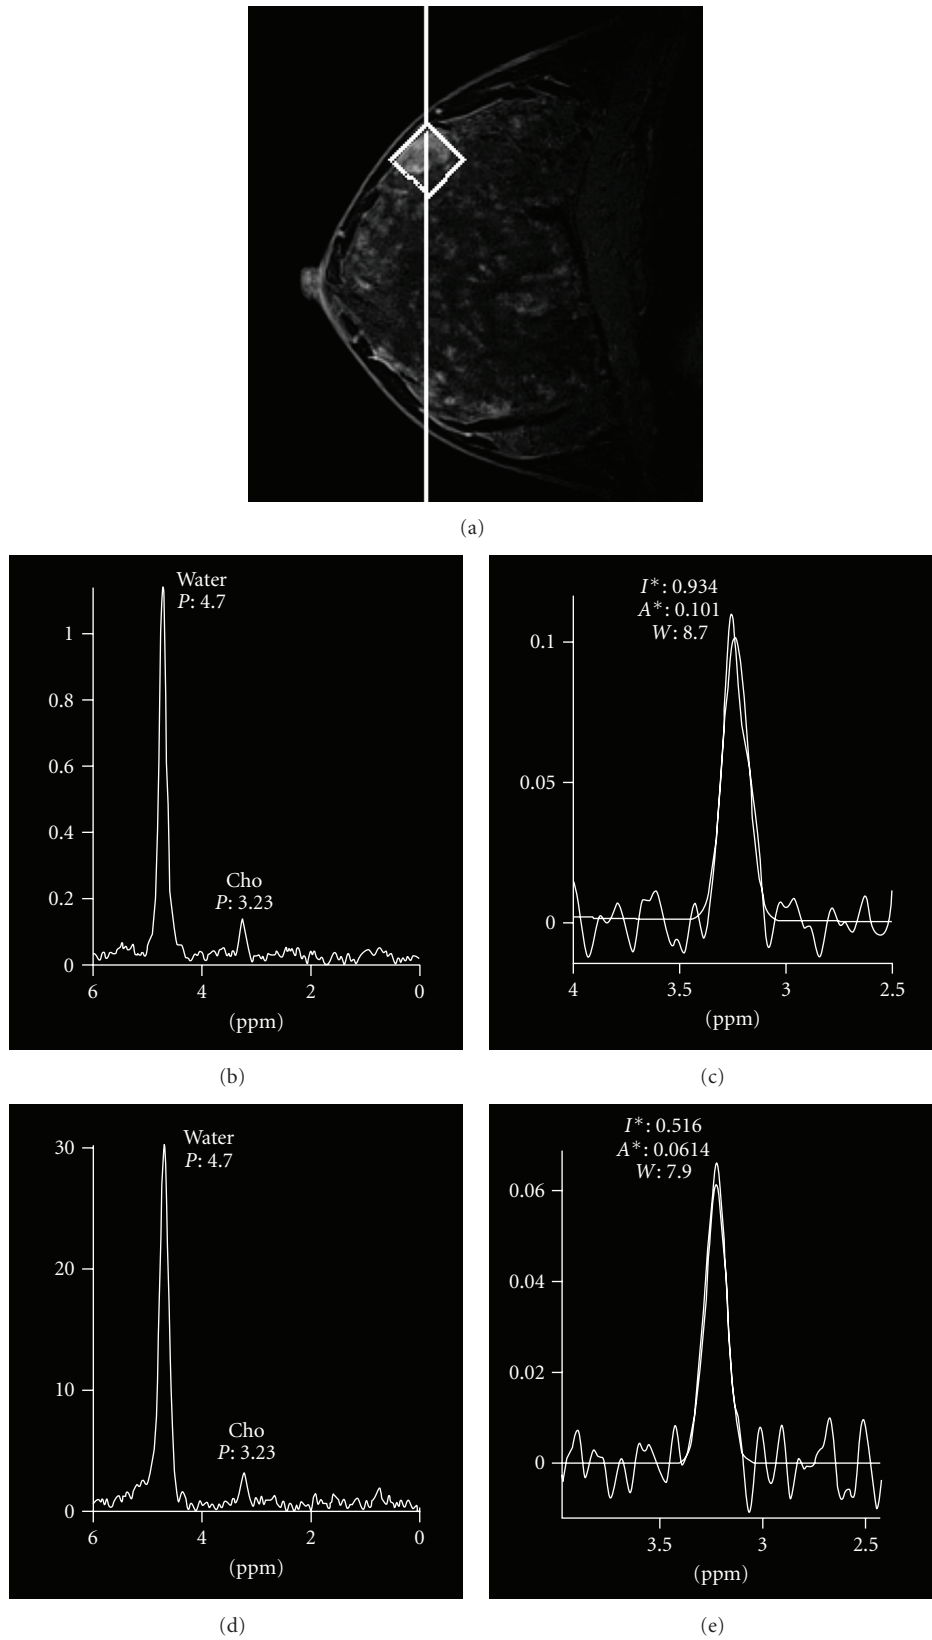 (a)
Water
P: 4.7
1
0.8
0.6
0.4
0.2
0
Cho
P: 3.23
6
4
2
0
(ppm)
(b)
I*: 0.934
A*: 0.101
W: 8.7
0.1
0.05
0
4
3.5
3
2.5
(ppm)
(c)
Water
P: 4.7
30
20
10
0
Cho
P: 3.23
6
4
2
0
(ppm)
(d)
I*: 0.516
A*: 0.0614
W: 7.9
0.06
0.04
0.02
0
3.5
3
2.5
(ppm)
(e)